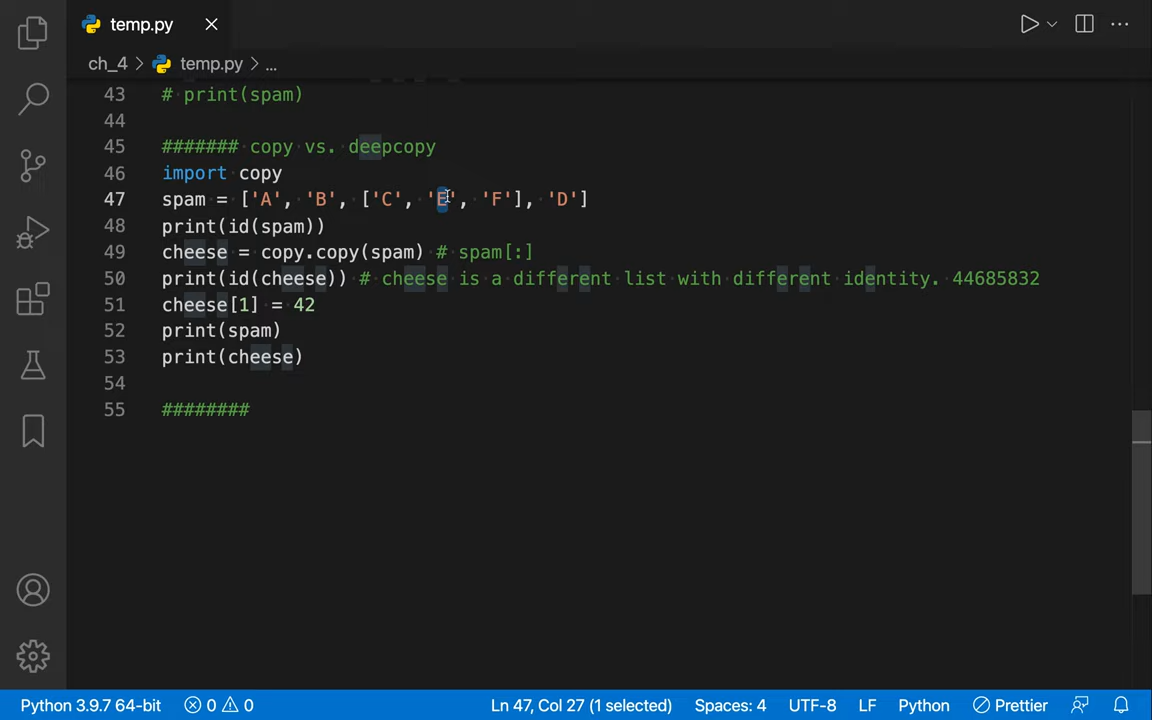 temp.py
ch_4 > temp.py > ...
43 # print(spam)
44
45 ####### copy vs. deepcopy
46 import copy
47 spam = ['A', 'B', ['C', 'E', 'F'], 'D']
48 print(id(spam))
49 cheese = copy.copy(spam) # spam[:]
50 print(id(cheese)) # cheese is a different list with different identity. 44685832
51 cheese[1] = 42
52 print(spam)
53 print(cheese)
54
55 ########
Python 3.9.7 64-bit 0 0 Ln 47, Col 27 (1 selected) Spaces: 4 UTF-8 LF Python Prettier